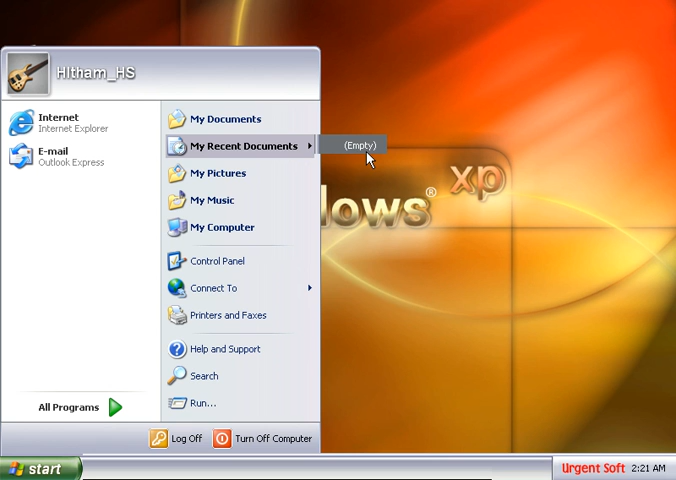 HItham_HS
Internet
Internet Explorer
E-mail
Outlook Express
All Programs
My Documents
My Recent Documents
(Empty)
My Pictures
My Music
My Computer
Control Panel
Connect To
Printers and Faxes
Help and Support
Search
Run...
Log Off
Turn Off Computer
lows® xp
start
Urgent Soft 2:21 AM